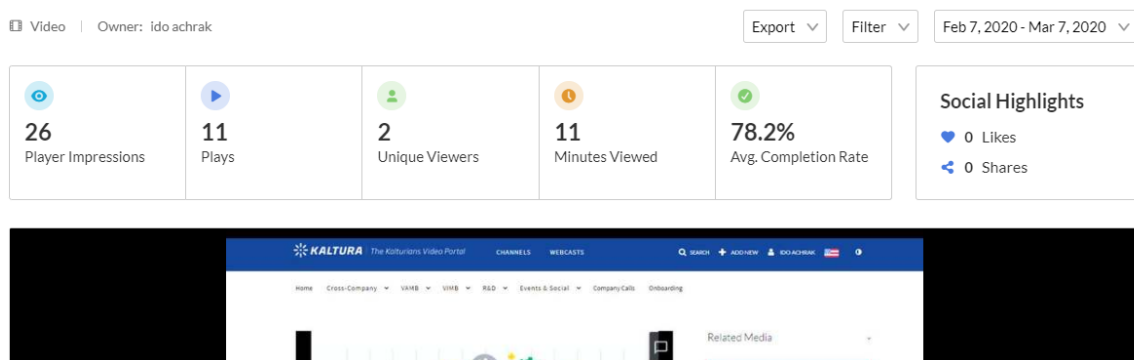 Video | Owner: ido achrak
Export Filter Feb 7, 2020 - Mar 7, 2020
26
Player Impressions
11
Plays
2
Unique Viewers
11
Minutes Viewed
78.2%
Avg. Completion Rate
Social Highlights
0 Likes
0 Shares
KALTURA The Kalturians Video Portal CHANNELS WEBCASTS SEARCH ADD NEW IDO ACHRAK
Home Cross-Company VAMB VIMB R&D Events & Social Company Calls Onboarding
Related Media